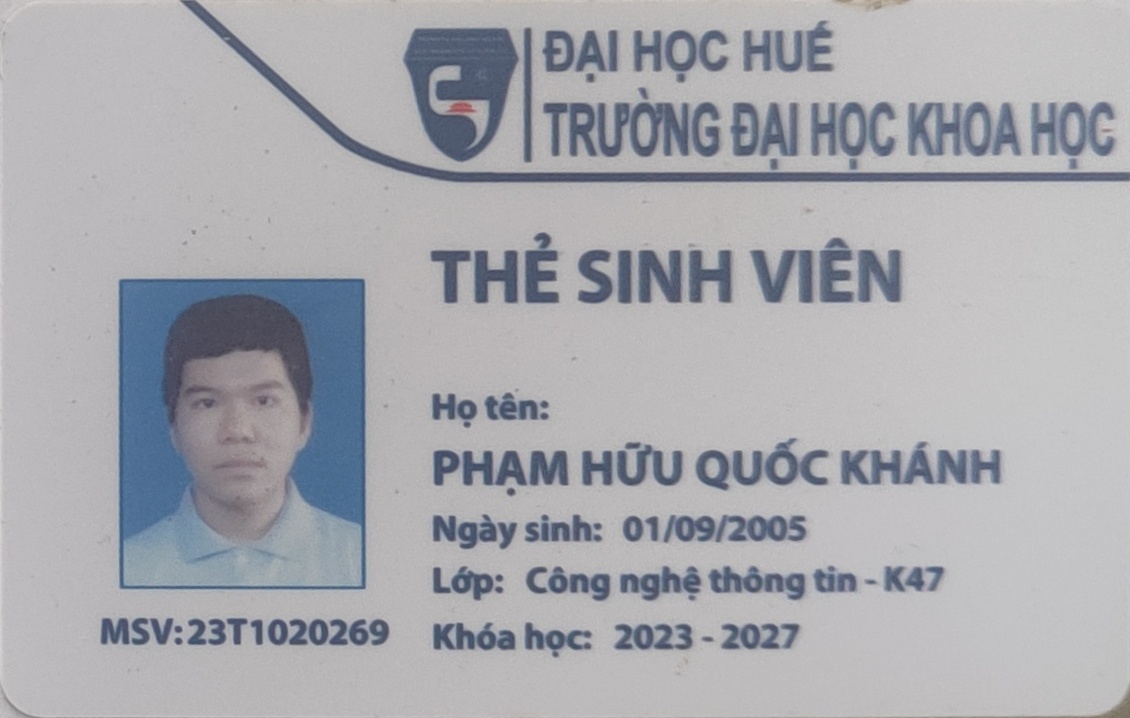 ĐẠI HỌC HUẾ
TRƯỜNG ĐẠI HỌC KHOA HỌC
THẺ SINH VIÊN
Họ tên:
PHẠM HỮU QUỐC KHÁNH
Ngày sinh: 01/09/2005
Lớp: Công nghệ thông tin - K47
Khóa học: 2023 - 2027
MSV: 23T1020269